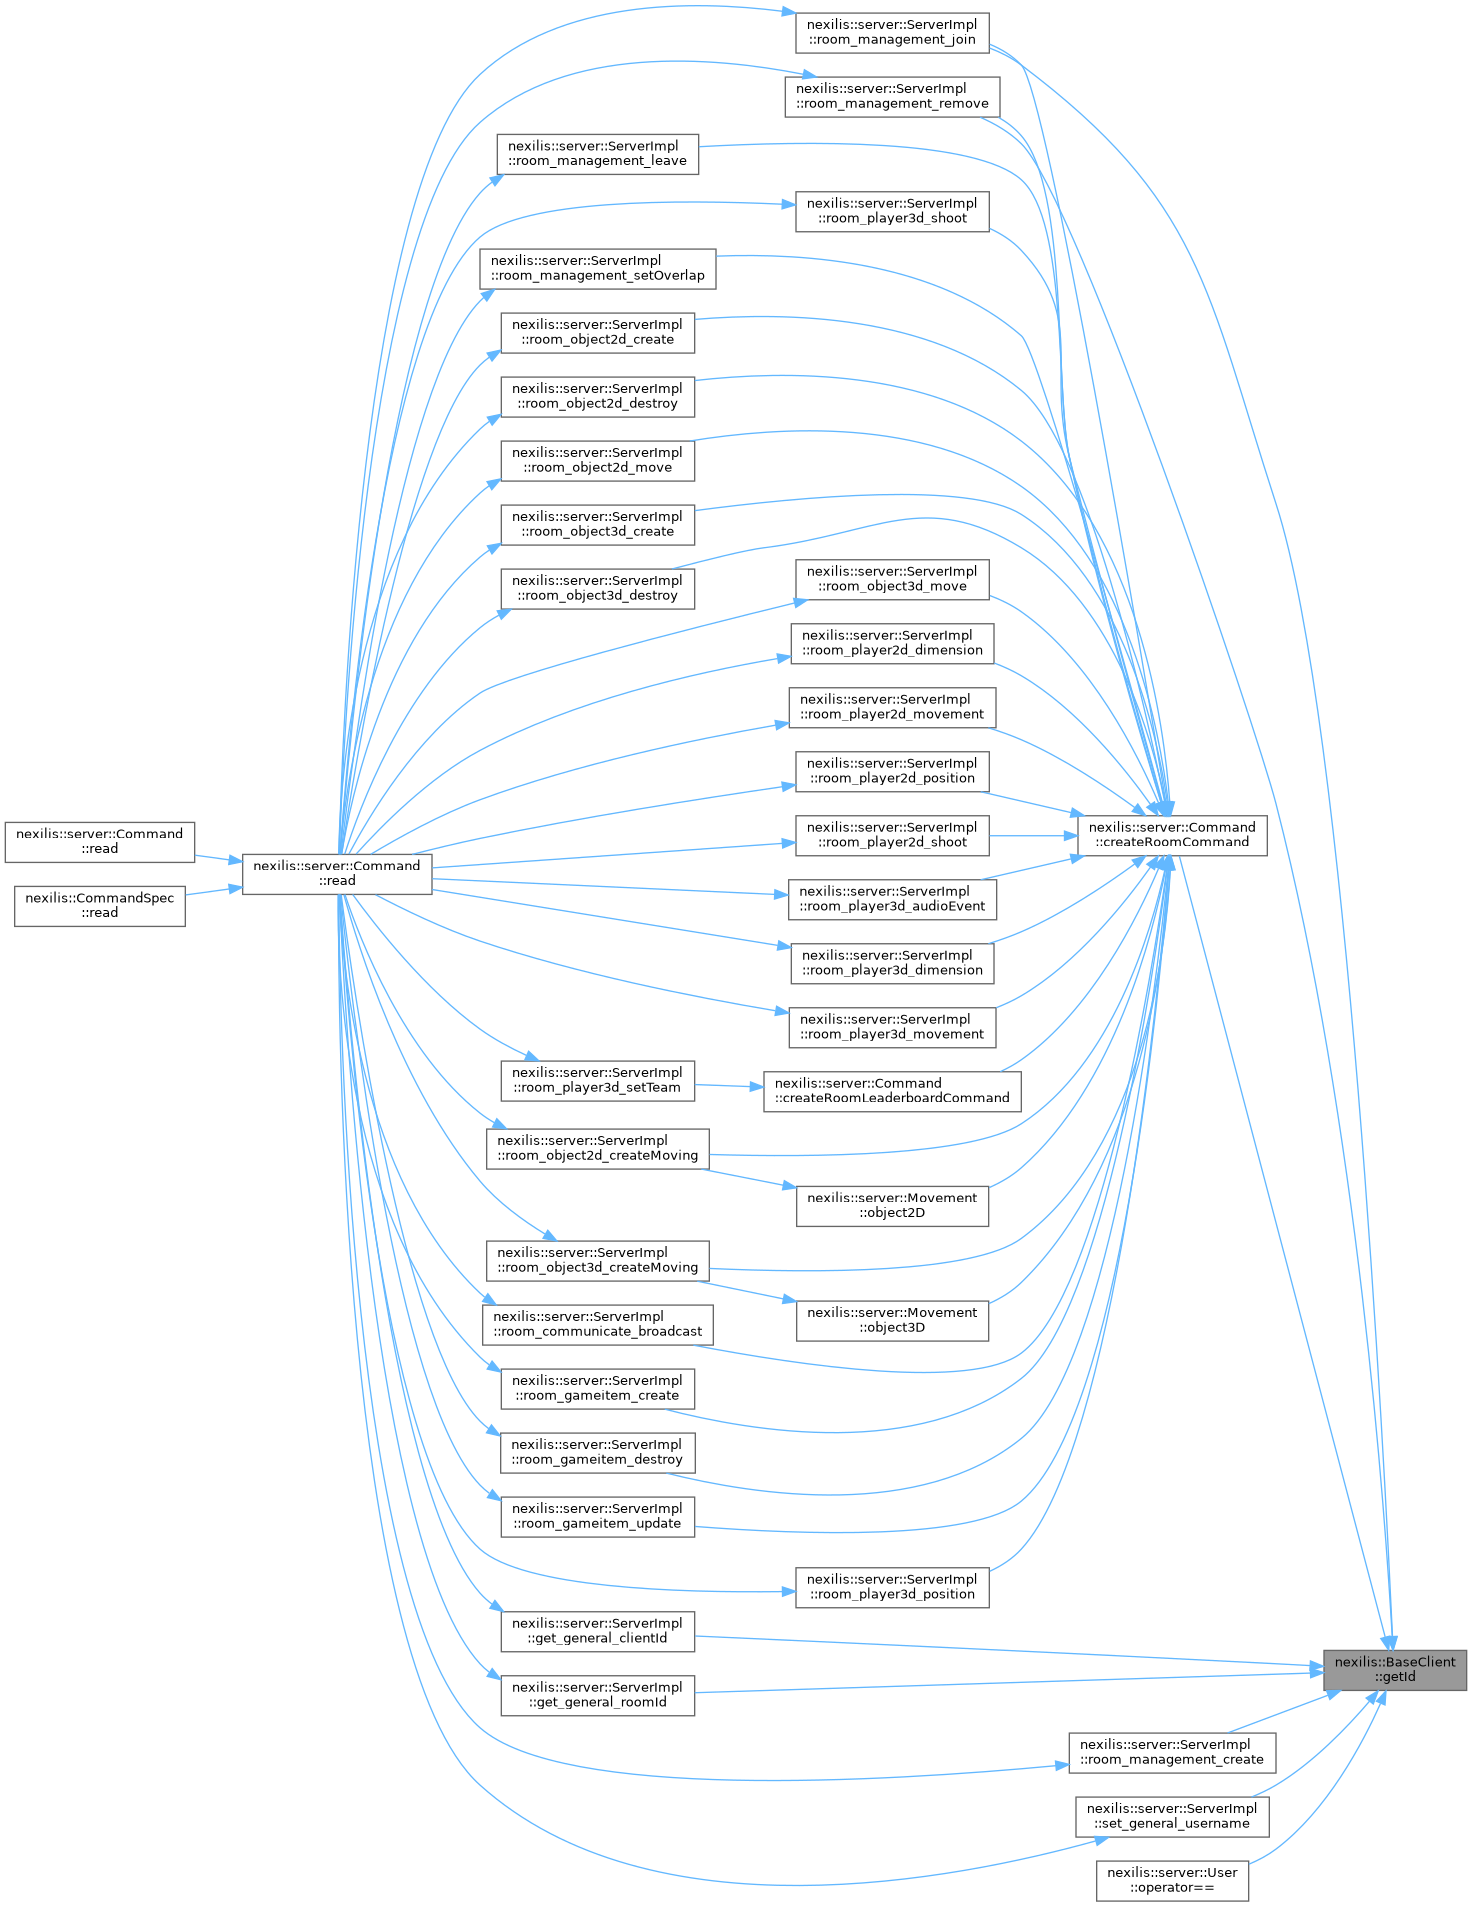 nexilis::server::ServerImpl
::room_management_join
nexilis::server::ServerImpl
::room_management_remove
nexilis::server::ServerImpl
::room_management_leave
nexilis::server::ServerImpl
::room_player3d_shoot
nexilis::server::ServerImpl
::room_management_setOverlap
nexilis::server::ServerImpl
::room_object2d_create
nexilis::server::ServerImpl
::room_object2d_destroy
nexilis::server::ServerImpl
::room_object2d_move
nexilis::server::ServerImpl
::room_object3d_create
nexilis::server::ServerImpl
::room_object3d_destroy
nexilis::server::ServerImpl
::room_object3d_move
nexilis::server::ServerImpl
::room_player2d_dimension
nexilis::server::ServerImpl
::room_player2d_movement
nexilis::server::ServerImpl
::room_player2d_position
nexilis::server::ServerImpl
::room_player2d_shoot
nexilis::server::Command
::createRoomCommand
nexilis::server::Command
::read
nexilis::server::Command
::read
nexilis::CommandSpec
::read
nexilis::server::ServerImpl
::room_player3d_audioEvent
nexilis::server::ServerImpl
::room_player3d_dimension
nexilis::server::ServerImpl
::room_player3d_movement
nexilis::server::ServerImpl
::room_player3d_setTeam
nexilis::server::Command
::createRoomLeaderboardCommand
nexilis::server::ServerImpl
::room_object2d_createMoving
nexilis::server::Movement
::object2D
nexilis::server::ServerImpl
::room_object3d_createMoving
nexilis::server::Movement
::object3D
nexilis::server::ServerImpl
::room_communicate_broadcast
nexilis::server::ServerImpl
::room_gameitem_create
nexilis::server::ServerImpl
::room_gameitem_destroy
nexilis::server::ServerImpl
::room_gameitem_update
nexilis::server::ServerImpl
::room_player3d_position
nexilis::server::ServerImpl
::get_general_clientId
nexilis::BaseClient
::getId
nexilis::server::ServerImpl
::get_general_roomId
nexilis::server::ServerImpl
::room_management_create
nexilis::server::ServerImpl
::set_general_username
nexilis::server::User
::operator==